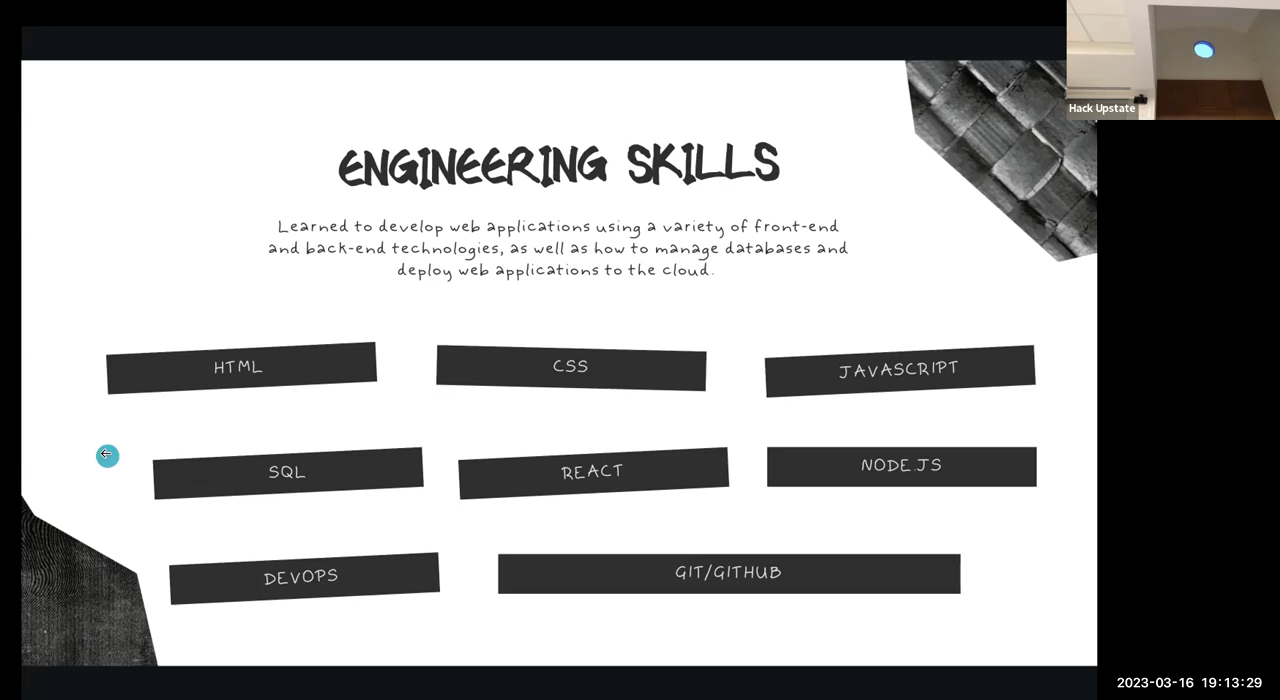 Hack Upstate
ENGINEERING SKILLS
Learned to develop web applications using a variety of front-end
and back-end technologies, as well as how to manage databases and
deploy web applications to the cloud.
HTML
CSS
JAVASCRIPT
SQL
REACT
NODE.JS
DEVOPS
GIT/GITHUB
2023-03-16 19:13:29